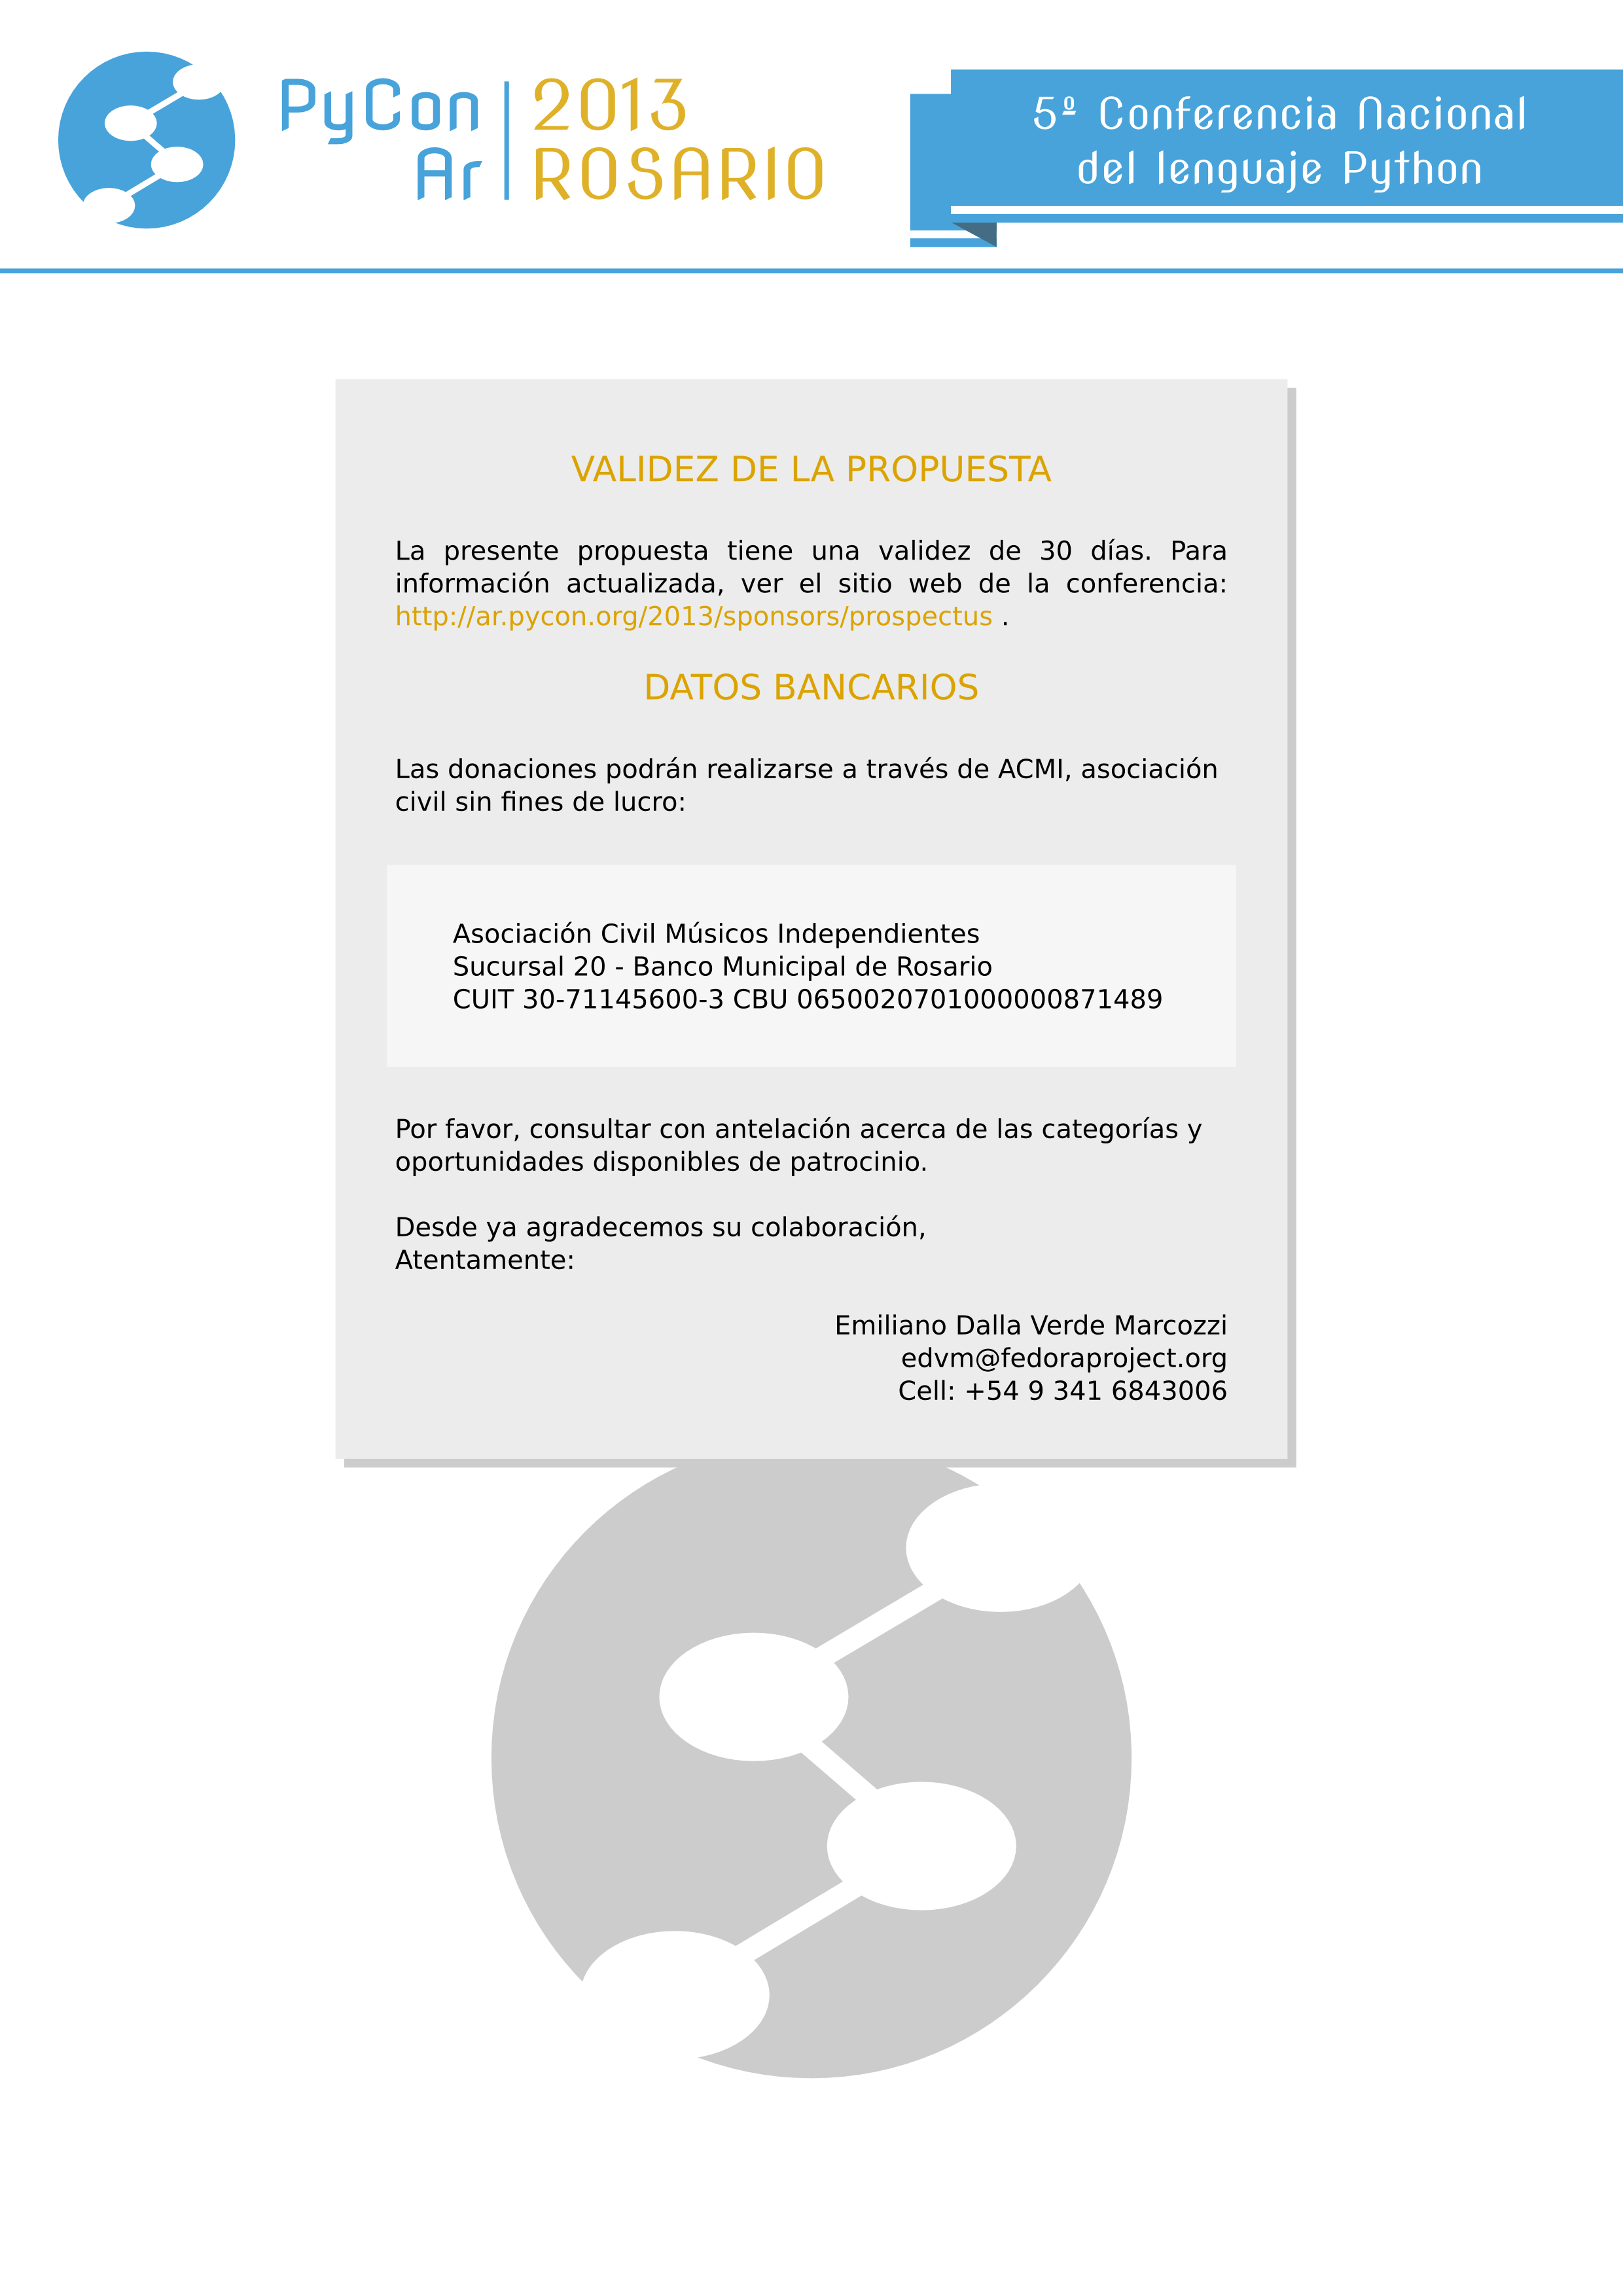 PyCon Ar
2013 ROSARIO
5º Conferencia Nacional
del lenguaje Python
VALIDEZ DE LA PROPUESTA
La presente propuesta tiene una validez de 30 días. Para
información actualizada, ver el sitio web de la conferencia:
http://ar.pycon.org/2013/sponsors/prospectus .
DATOS BANCARIOS
Las donaciones podrán realizarse a través de ACMI, asociación
civil sin fines de lucro:
Asociación Civil Músicos Independientes
Sucursal 20 - Banco Municipal de Rosario
CUIT 30-71145600-3 CBU 0650020701000000871489
Por favor, consultar con antelación acerca de las categorías y
oportunidades disponibles de patrocinio.
Desde ya agradecemos su colaboración,
Atentamente:
Emiliano Dalla Verde Marcozzi
edvm@fedoraproject.org
Cell: +54 9 341 6843006